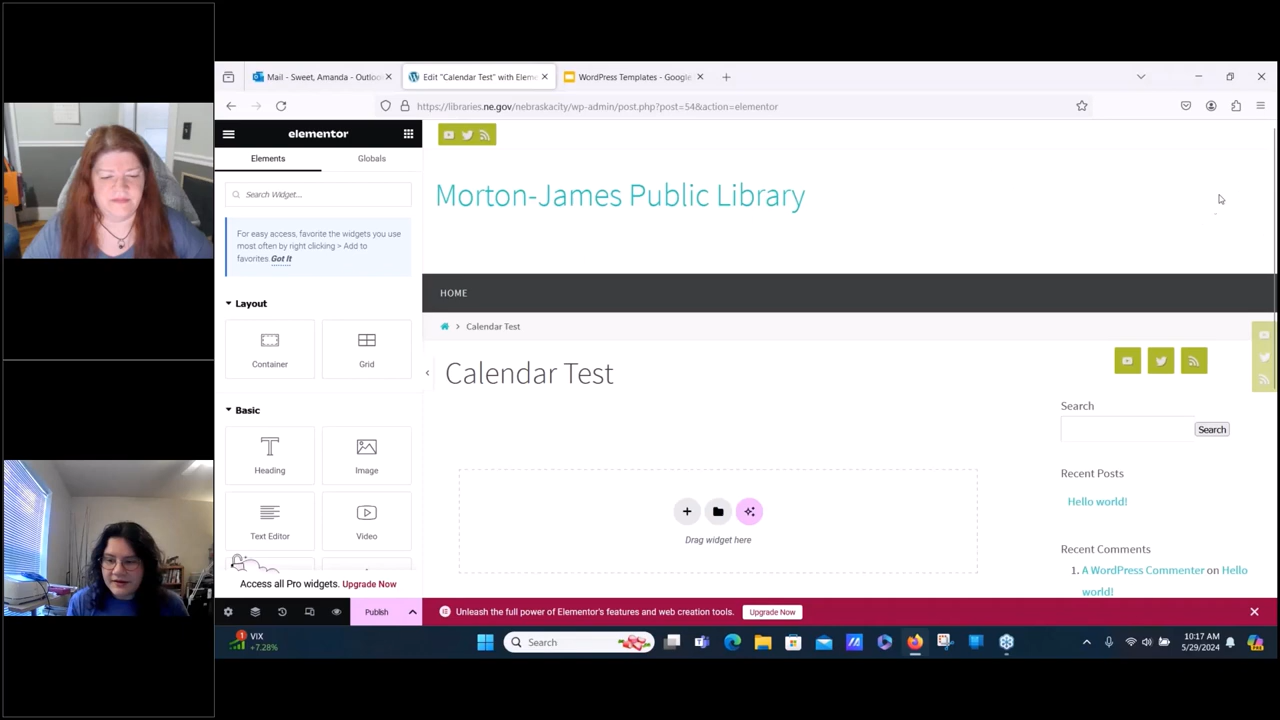 Mail - Sweet, Amanda - Outloo
Edit "Calendar Test" with Elem
WordPress Templates - Google
https://libraries.ne.gov/nebraskacity/wp-admin/post.php?post=54&action=elementor
elementor
Elements
Globals
Search Widget...
For easy access, favorite the widgets you
use most often by right clicking > Add to
favorites. Got It
Layout
Container
Grid
Basic
Heading
Image
Text Editor
Video
Access all Pro widgets. Upgrade Now
Publish
Morton-James Public Library
HOME
Calendar Test
Calendar Test
Drag widget here
Search
Search
Recent Posts
Hello world!
Recent Comments
1. A WordPress Commenter on Hello
world!
Unleash the full power of Elementor's features and web creation tools.
Upgrade Now
1
VIX
+7.28%
Search
10:17 AM
5/29/2024